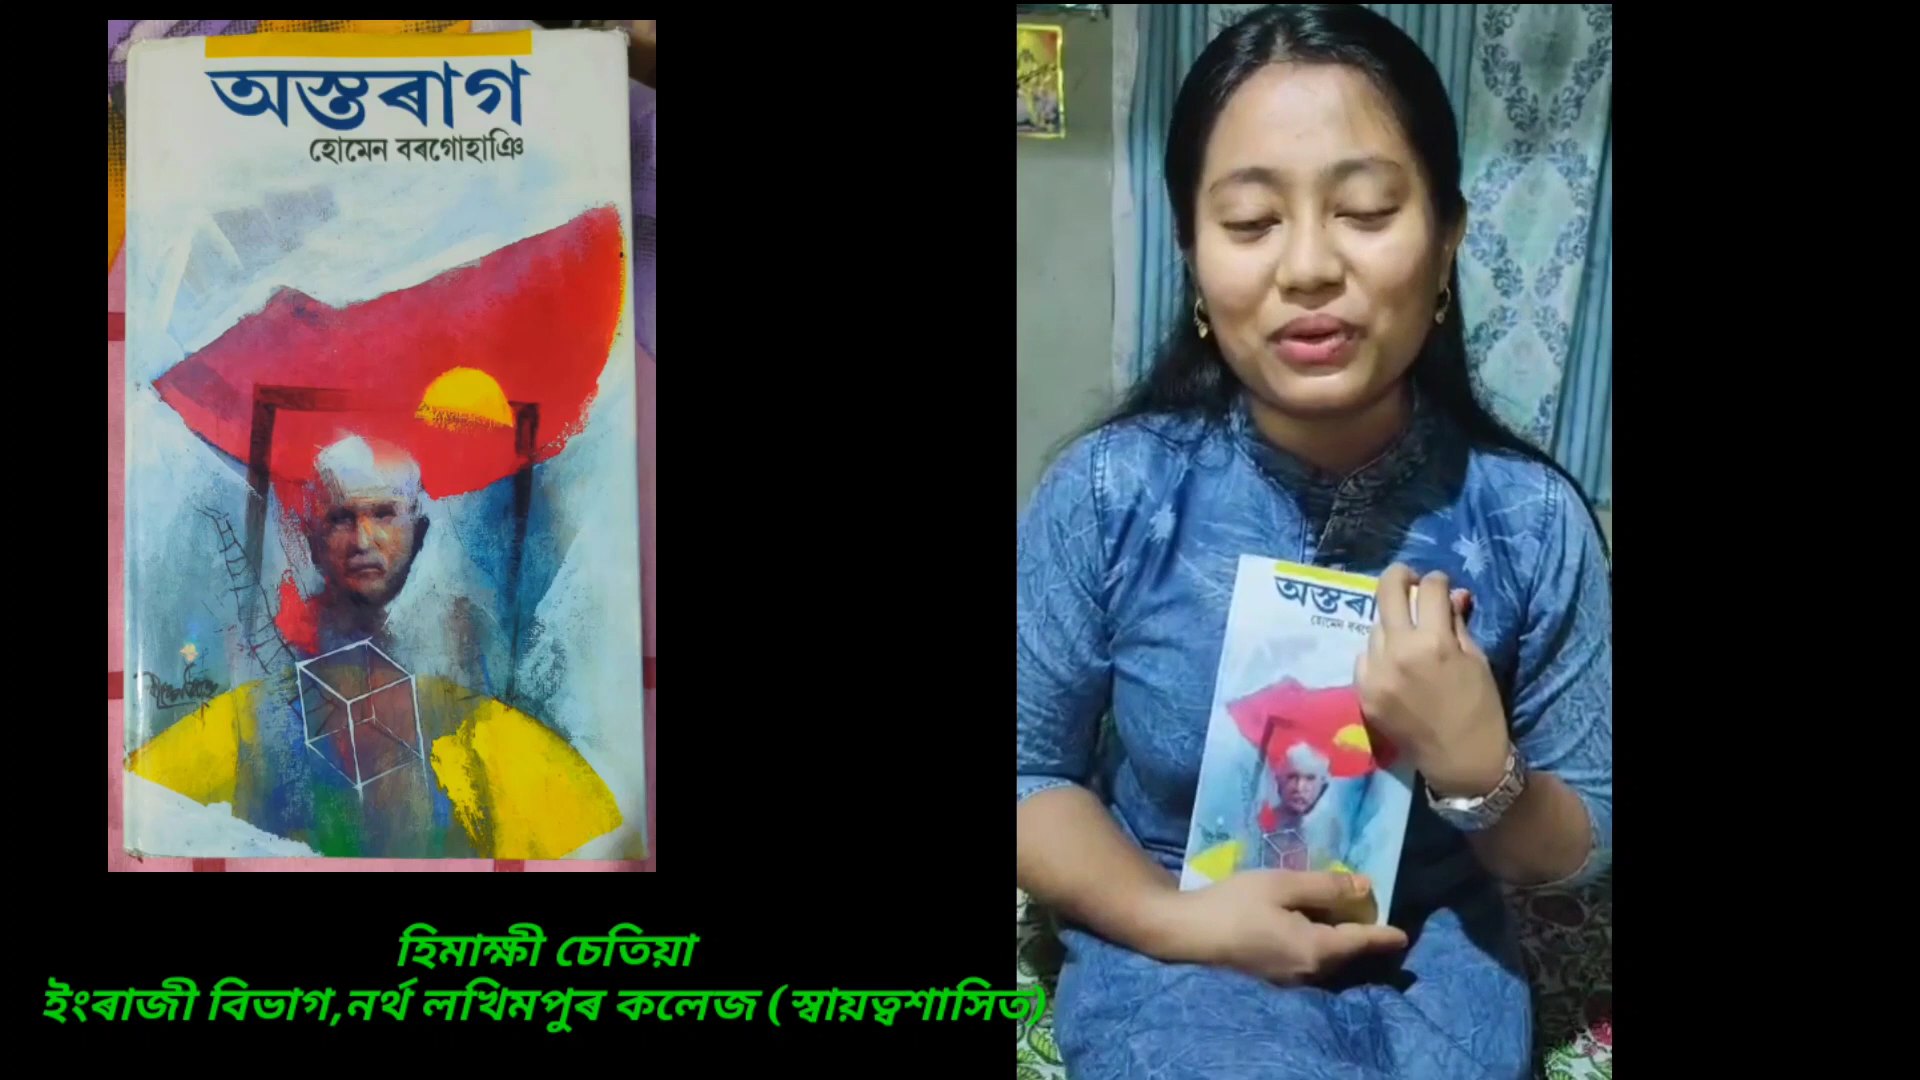 অস্তৰাগ
হোমেন বৰগোহাঞি
অস্তৰা
হোমেন
হিমাক্ষী চেতিয়া
ইংৰাজী বিভাগ,নৰ্থ লখিমপুৰ কলেজ (স্বায়ত্বশাসিত)